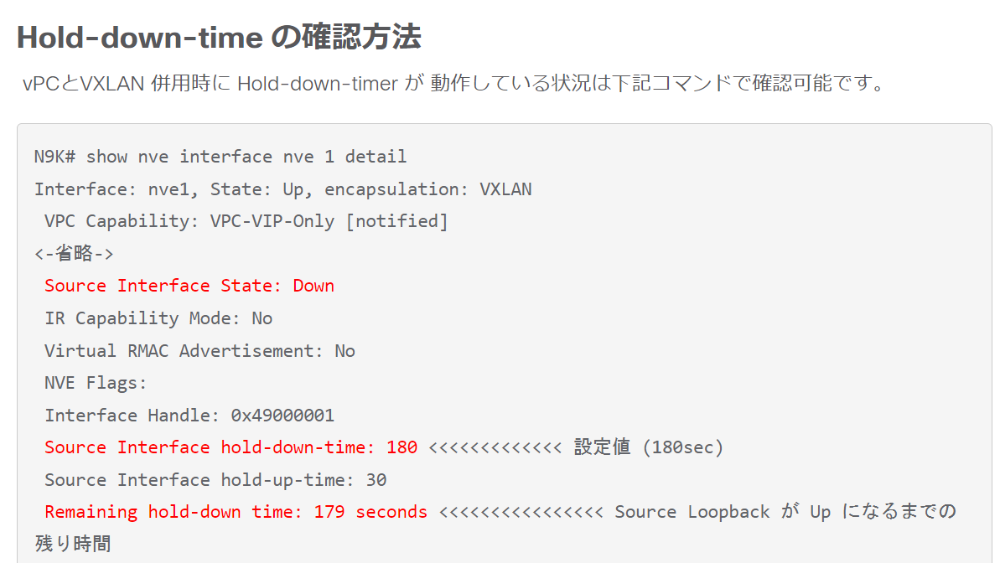 Hold-down-time の確認方法
vPCとVXLAN 併用時に Hold-down-timer が 動作している状況は下記コマンドで確認可能です。
N9K# show nve interface nve 1 detail
Interface: nve1, State: Up, encapsulation: VXLAN
VPC Capability: VPC-VIP-Only [notified]
<-省略->
Source Interface State: Down
IR Capability Mode: No
Virtual RMAC Advertisement: No
NVE Flags:
Interface Handle: 0x49000001
Source Interface hold-down-time: 180 <<<<<<<<<<<<< 設定値 (180sec)
Source Interface hold-up-time: 30
Remaining hold-down time: 179 seconds <<<<<<<<<<<<<<<< Source Loopback が Up になるまでの
残り時間